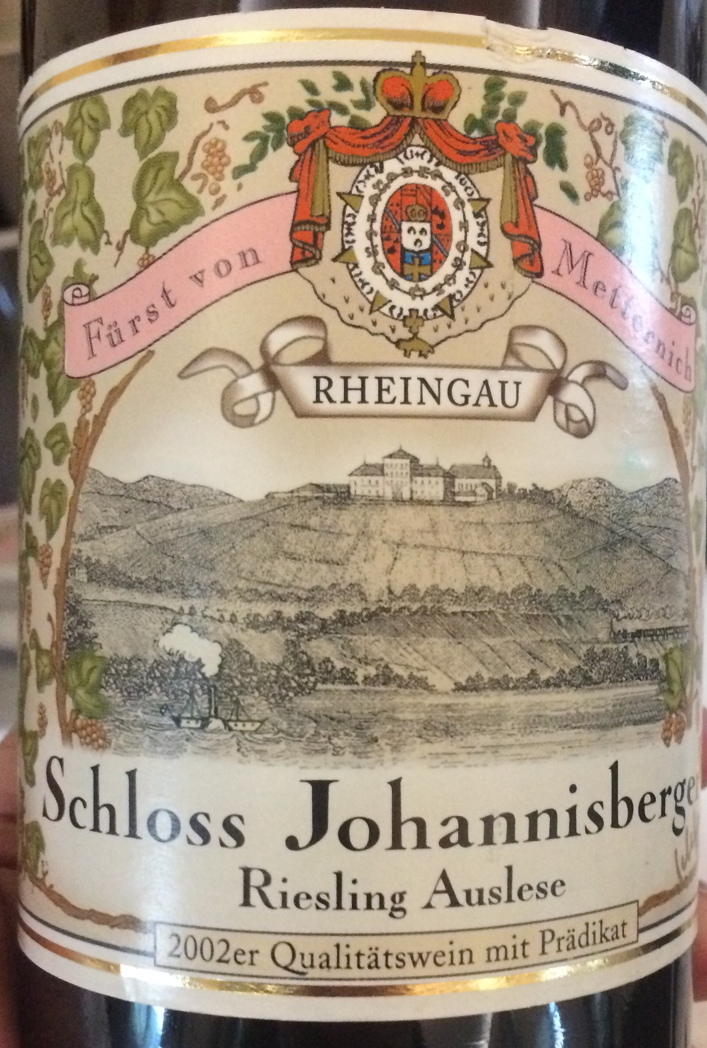 Fürst von Metternich
RHEINGAU
Schloss Johannisberge
Riesling Auslese
2002er Qualitätswein mit Prädikat